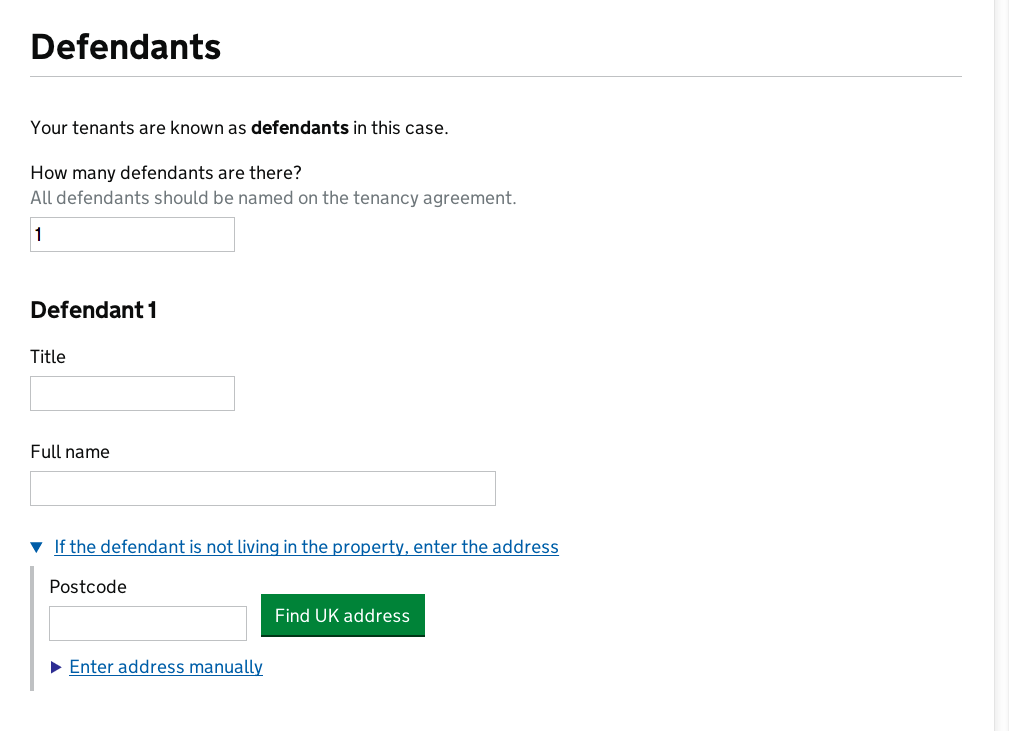 Defendants
Your tenants are known as defendants in this case.
How many defendants are there?
All defendants should be named on the tenancy agreement.
1
Defendant 1
Title
Full name
If the defendant is not living in the property, enter the address
Postcode
Find UK address
Enter address manually